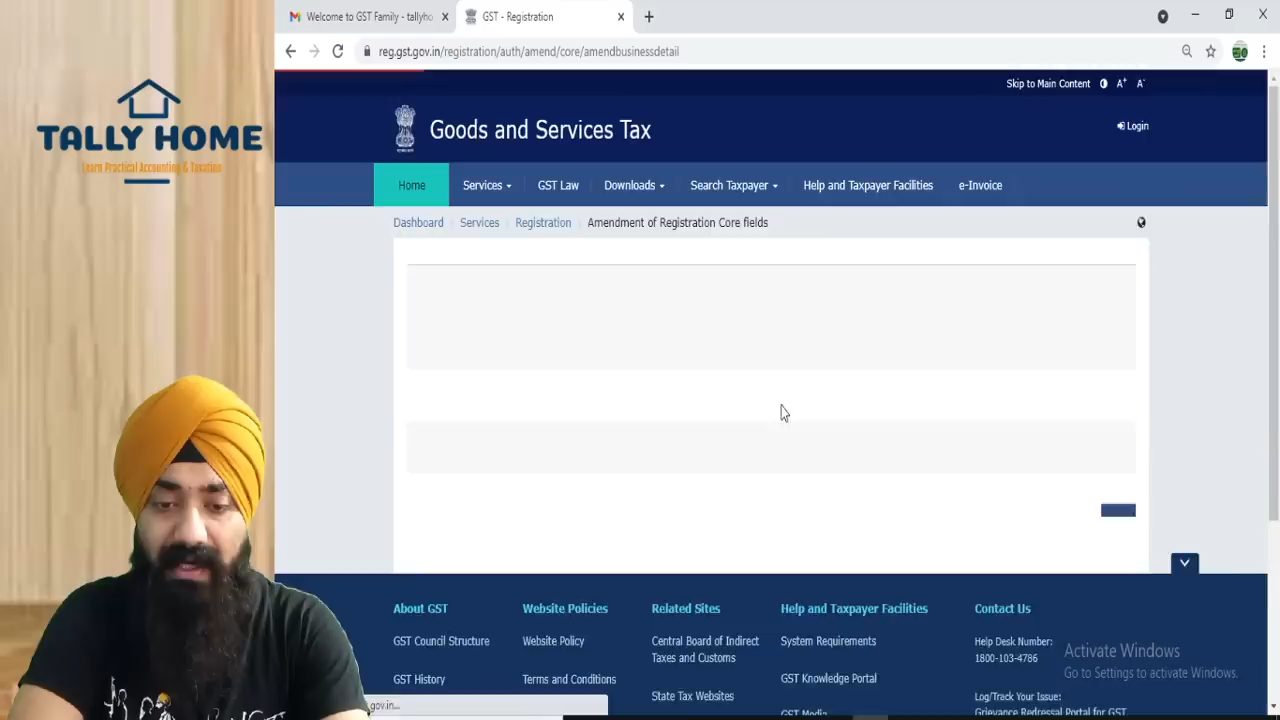 Welcome to GST Family - tallyho
GST - Registration
reg.gst.gov.in/registration/auth/amend/core/amendbusinessdetail
Skip to Main Content A+ A-
TALLY HOME
Learn Practical Accounting & Taxation
Goods and Services Tax
Login
Home Services GST Law Downloads Search Taxpayer Help and Taxpayer Facilities e-Invoice
Dashboard Services Registration Amendment of Registration Core fields
About GST Website Policies Related Sites Help and Taxpayer Facilities Contact Us
GST Council Structure Website Policy Central Board of Indirect Taxes and Customs System Requirements Help Desk Number: 1800-103-4786
GST History Terms and Conditions State Tax Websites GST Knowledge Portal Log/Track Your Issue:
GST Media Grievance Redressal Portal for GST
Activate Windows
Go to Settings to activate Windows.
gov.in...